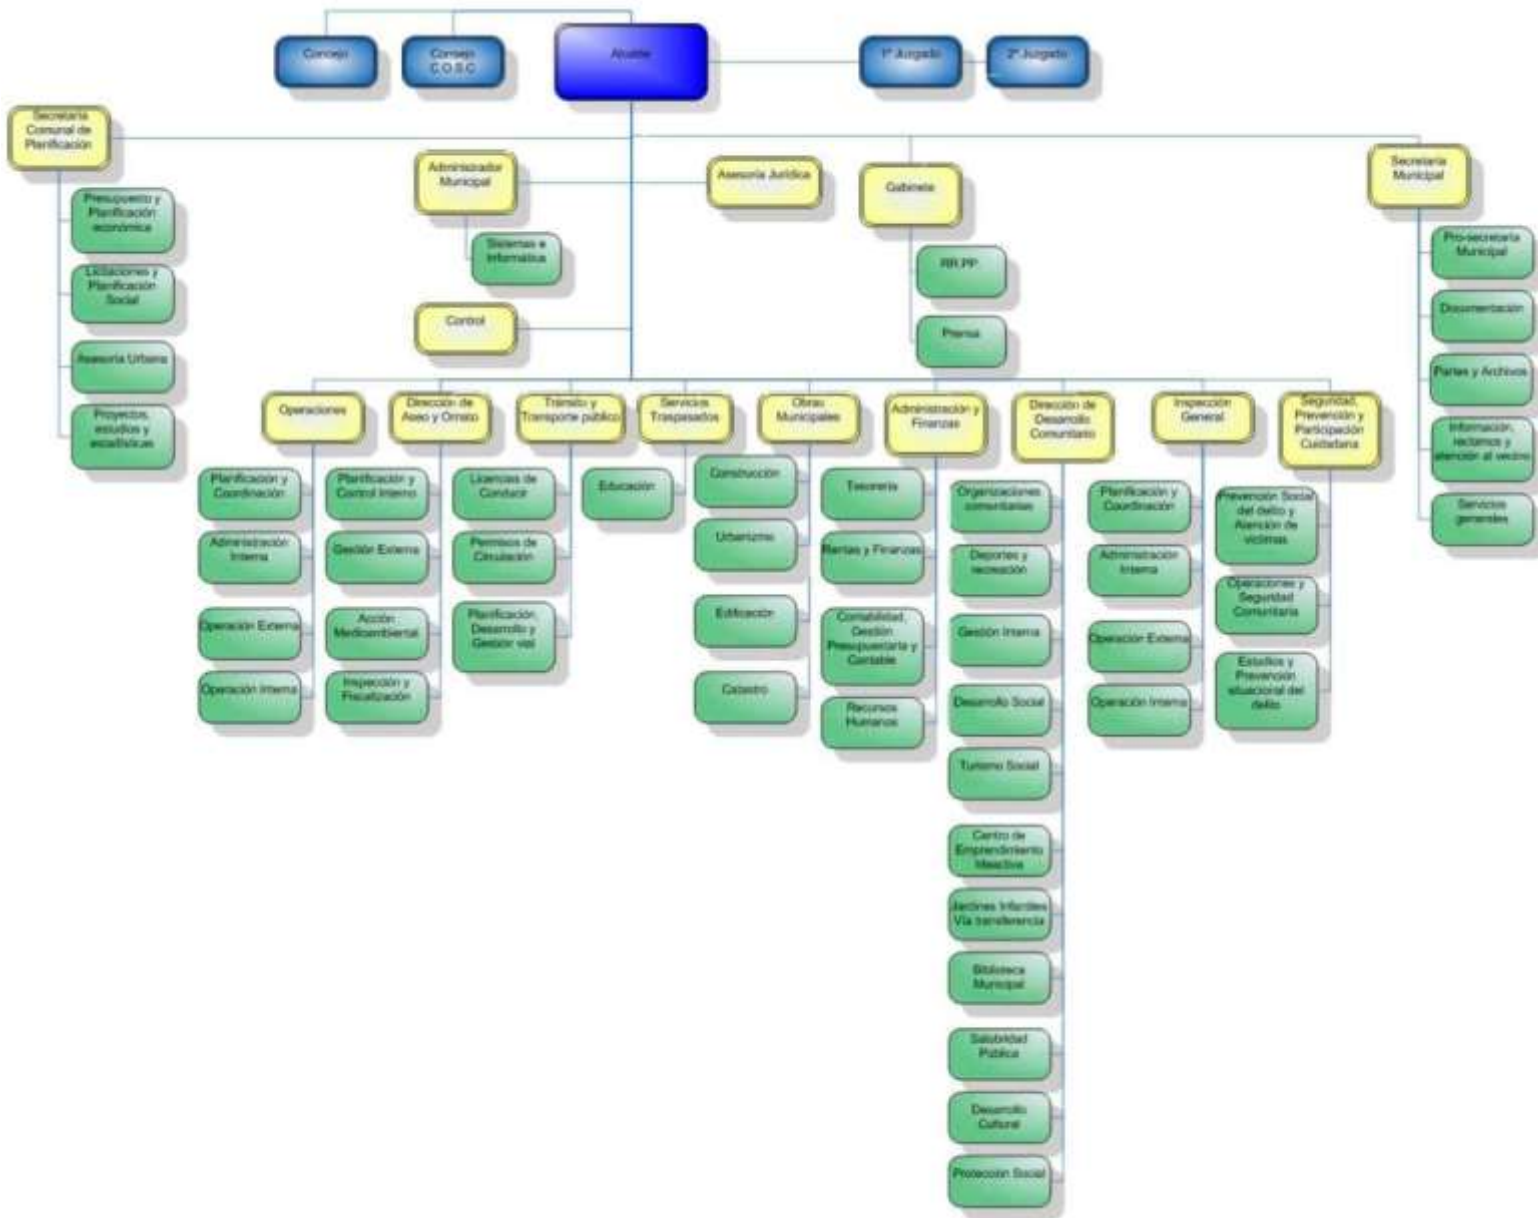 Concejo
Consejo
C.O.S.C
Alcalde
1º Juzgado
2º Juzgado
Secretaría
Comunal de
Planificación
Presupuesto y
Planificación
económica
Licitaciones y
Planificación
Social
Asesoría Urbana
Proyectos,
estudios y
estadísticas
Administrador
Municipal
Sistemas e
Informática
Asesoría Jurídica
Control
Gabinete
RR.PP
Prensa
Secretaría
Municipal
Pro-secretaría
Municipal
Documentación
Partes y Archivos
Información,
reclamos y
atención al vecino
Servicios
generales
Operaciones
Planificación y
Coordinación
Administración
Interna
Operación Externa
Operación Interna
Dirección de
Aseo y Ornato
Planificación y
Control Interno
Gestión Externa
Acción
Medioambiental
Inspección y
Fiscalización
Tránsito y
Transporte público
Licencias de
Conducir
Permisos de
Circulación
Planificación
Desarrollo y
Gestión vial
Servicios
Traspasados
Educación
Obras
Municipales
Construcción
Urbanizmo
Edificación
Catastro
Administración y
Finanzas
Tesorería
Rentas y Finanzas
Contabilidad,
Gestión
Presupuestaria y
Contable
Recursos
Humanos
Dirección de
Desarrollo
Comunitario
Organizaciones
comunitarias
Deportes y
recreación
Gestión Interna
Desarrollo Social
Turismo Social
Centro de
Emprendimiento
Jardines Infantiles
Vía transferencia
Biblioteca
Municipal
Salubridad
Pública
Desarrollo
Cultural
Protección Social
Inspección
General
Planificación y
Coordinación
Administración
Interna
Operación Externa
Operación Interna
Seguridad,
Prevención y
Participación
Cuidadana
Prevención Social
del delito y
Atención de
víctimas
Operaciones y
Seguridad
Comunitaria
Estudios y
Prevención
situacional del
delito